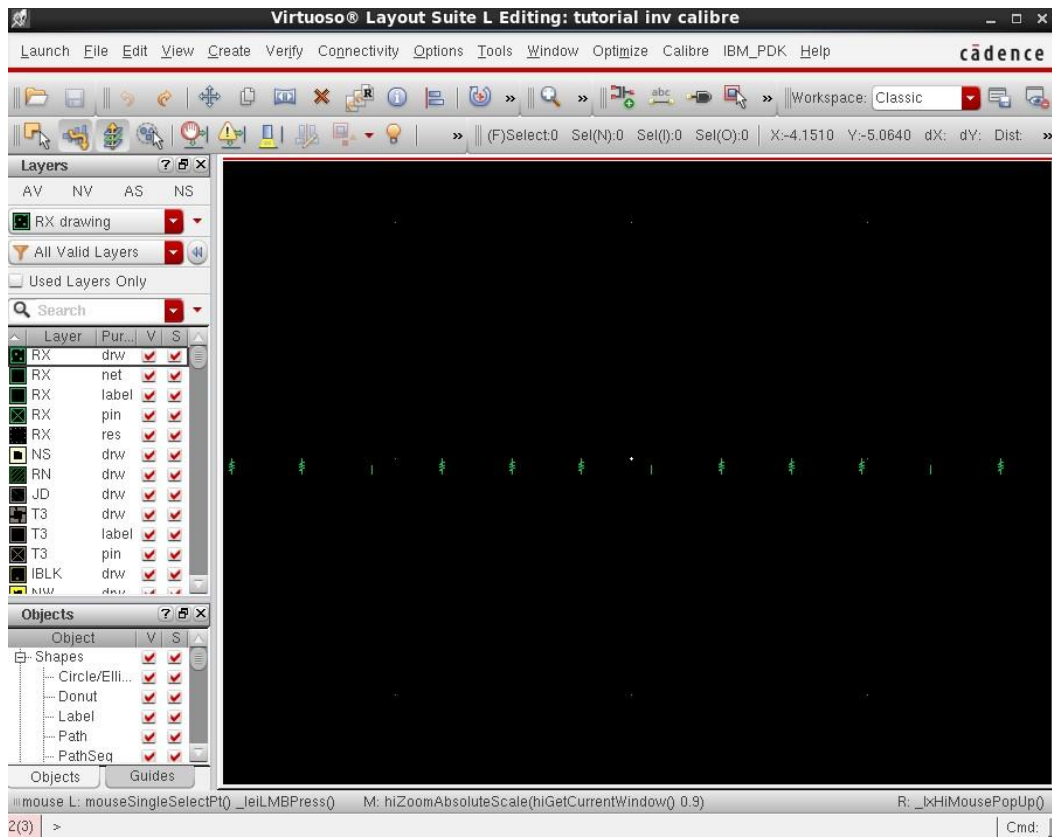 Virtuoso® Layout Suite L Editing: tutorial inv calibre
Launch File Edit View Create Verify Connectivity Options Tools Window Optimize Calibre IBM_PDK Help
cādence
» » abc » Workspace: Classic
» (F)Select:0 Sel(N):0 Sel(I):0 Sel(O):0 X:-4.1510 Y:-5.0640 dX: dY: Dist: »
Layers
AV NV AS NS
RX drawing
All Valid Layers
Used Layers Only
Search
Layer Pur... V S
RX drw
RX net
RX label
RX pin
RX res
NS drw
RN drw
JD drw
T3 drw
T3 label
T3 pin
IBLK drw
NW drw
Objects
Object V S
Shapes
Circle/Elli...
Donut
Label
Path
PathSeg
Objects Guides
mouse L: mouseSingleSelectPt() _leiLMBPress() M: hiZoomAbsoluteScale(hiGetCurrentWindow() 0.9) R: _lxHiMousePopUp()
2(3) > Cmd: